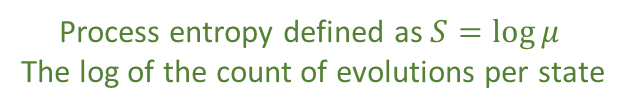 Process entropy defined as S = log μ
The log of the count of evolutions per state